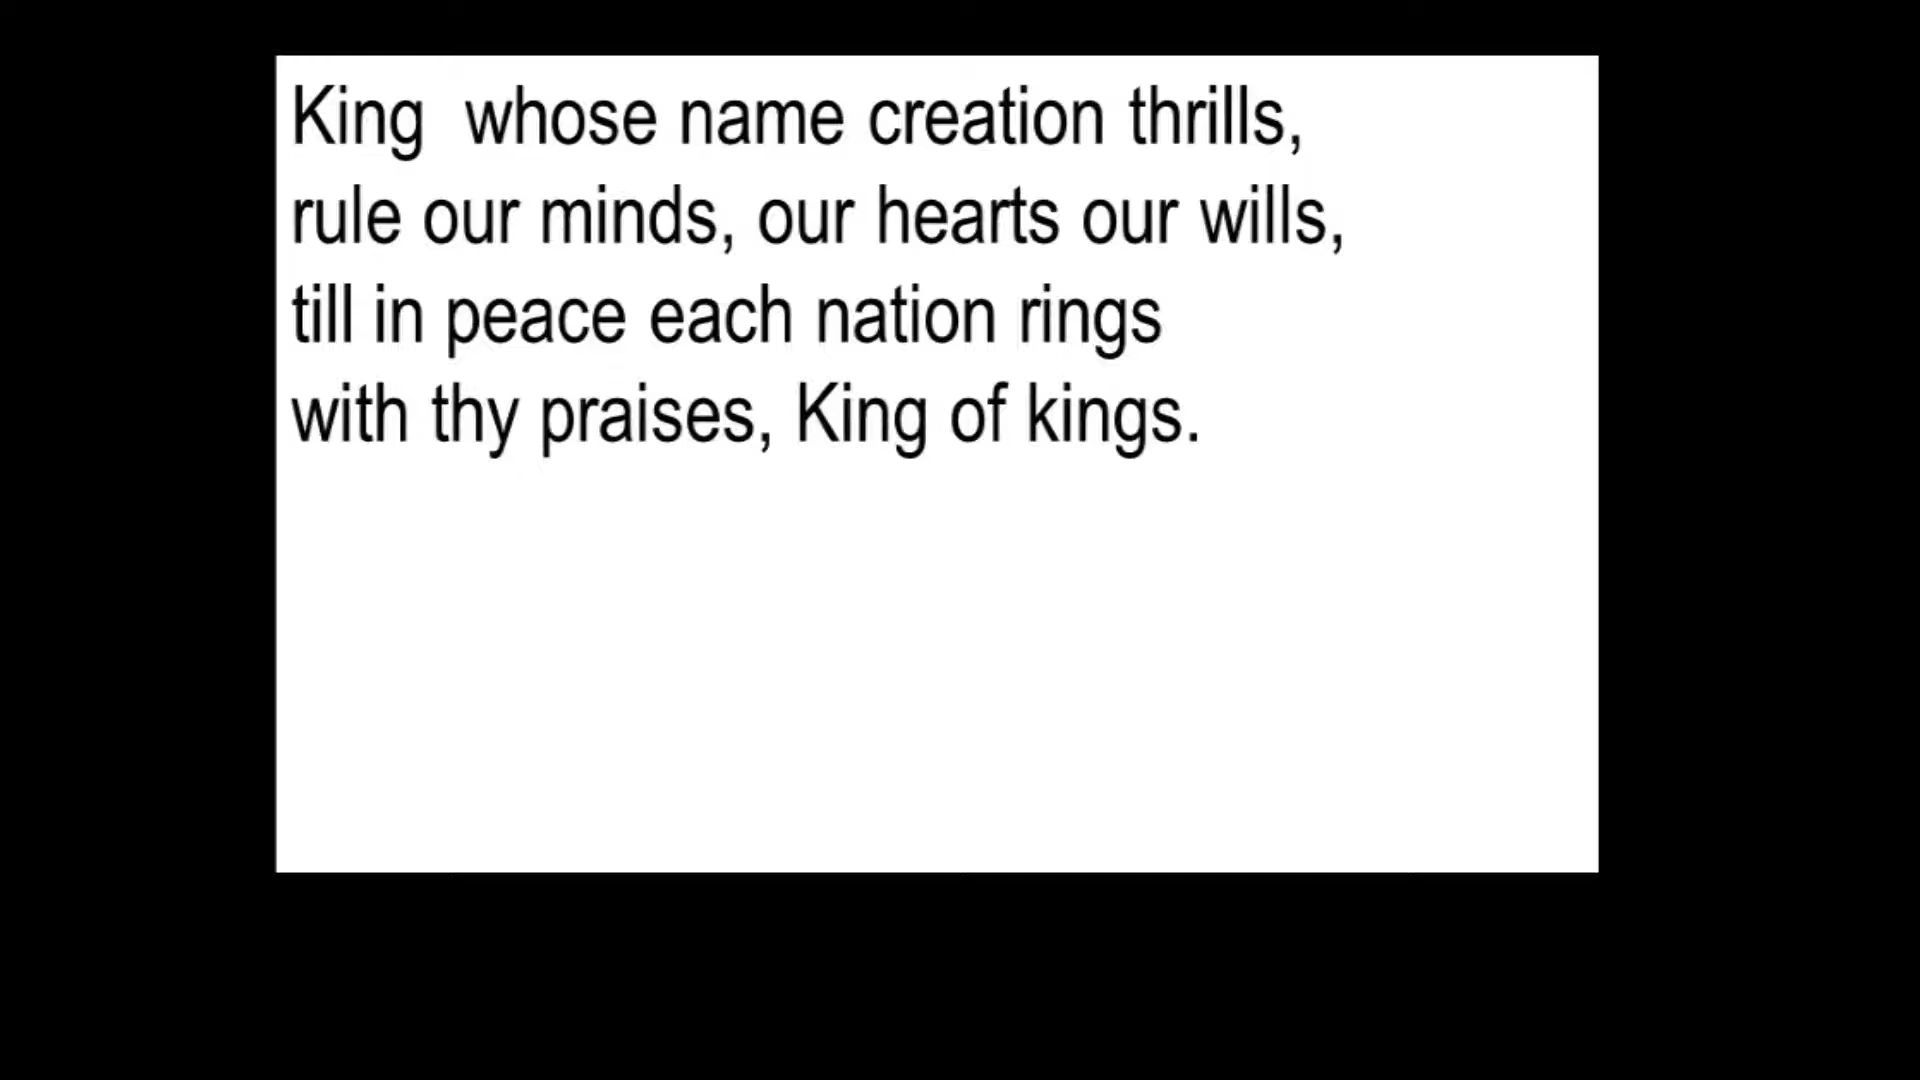 King  whose name creation thrills,
rule our minds, our hearts our wills,
till in peace each nation rings
with thy praises, King of kings.